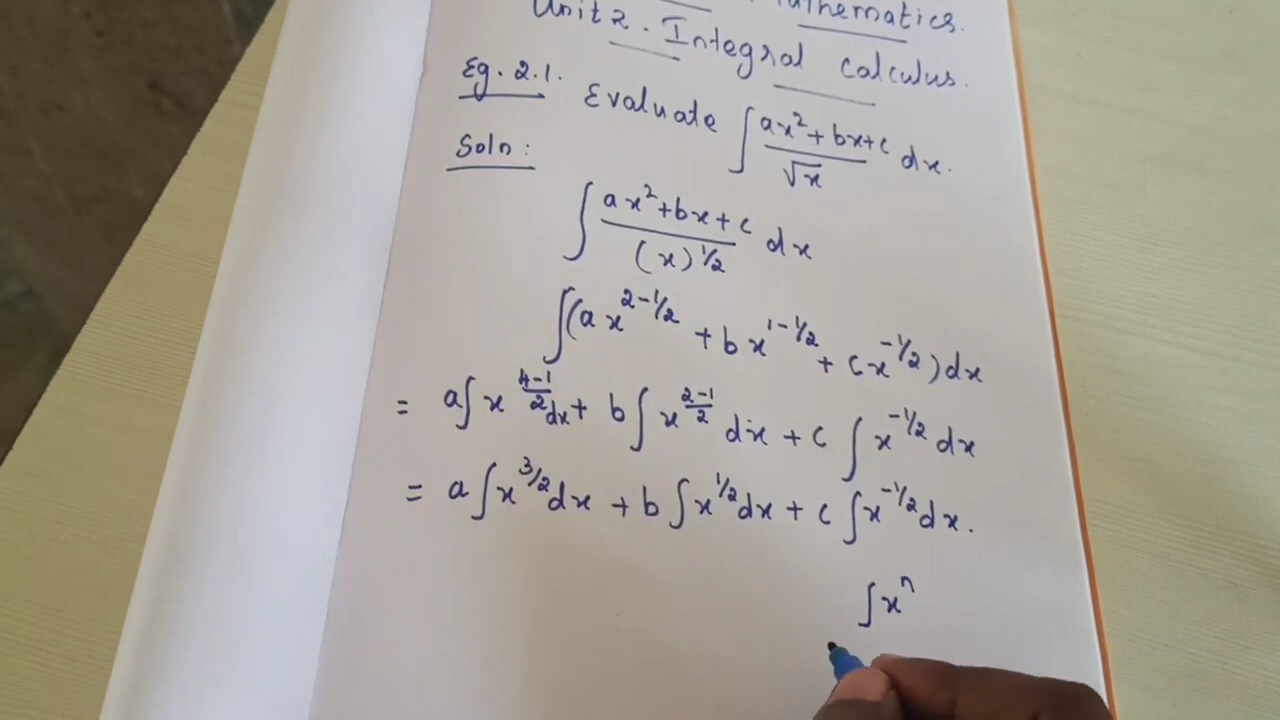 Unit 2. Integral Calculus.
Eg. 2.1. Evaluate ∫ (ax² + bx + c)/√x dx.
Soln:
∫ (ax² + bx + c)/(x)^1/2 dx
∫(a x^2-1/2 + b x^1-1/2 + c x^-1/2) dx
= a∫ x^(4-1)/2 dx + b∫ x^(2-1)/2 dx + c ∫ x^-1/2 dx
= a∫ x^3/2 dx + b∫ x^1/2 dx + c∫ x^-1/2 dx.
∫ x^n